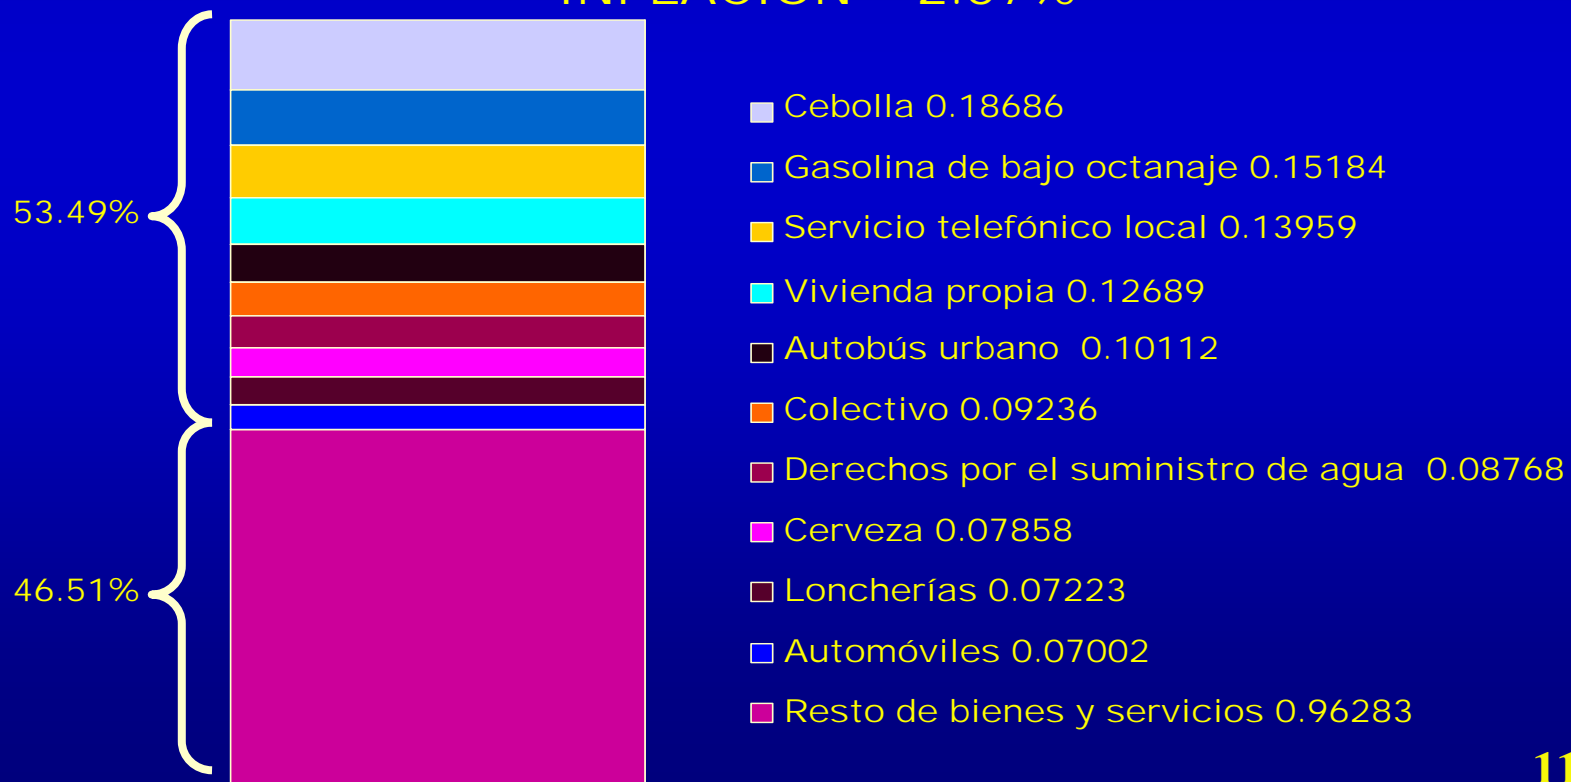 53.49%
46.51%
Cebolla 0.18686
Gasolina de bajo octanaje 0.15184
Servicio telefónico local 0.13959
Vivienda propia 0.12689
Autobús urbano 0.10112
Colectivo 0.09236
Derechos por el suministro de agua 0.08768
Cerveza 0.07858
Loncherías 0.07223
Automóviles 0.07002
Resto de bienes y servicios 0.96283
11